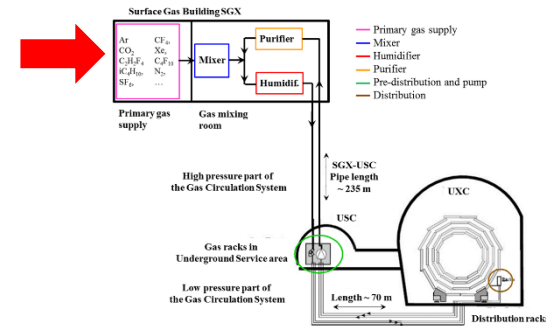 Surface Gas Building SGX
Ar CF4,
CO2 Xe,
C2H2F4 C4F10
iC4H10, N2,
SF6, ...
Mixer
Purifier
Humidif.
Primary gas
supply
Gas mixing
room
Primary gas supply
Mixer
Humidifier
Purifier
Pre-distribution and pump
Distribution
High pressure part of
the Gas Circulation System
SGX-USC
Pipe length
~ 235 m
USC
UXC
Gas racks in
Underground Service area
Low pressure part
of the Gas Circulation System
Length ~ 70 m
Distribution rack